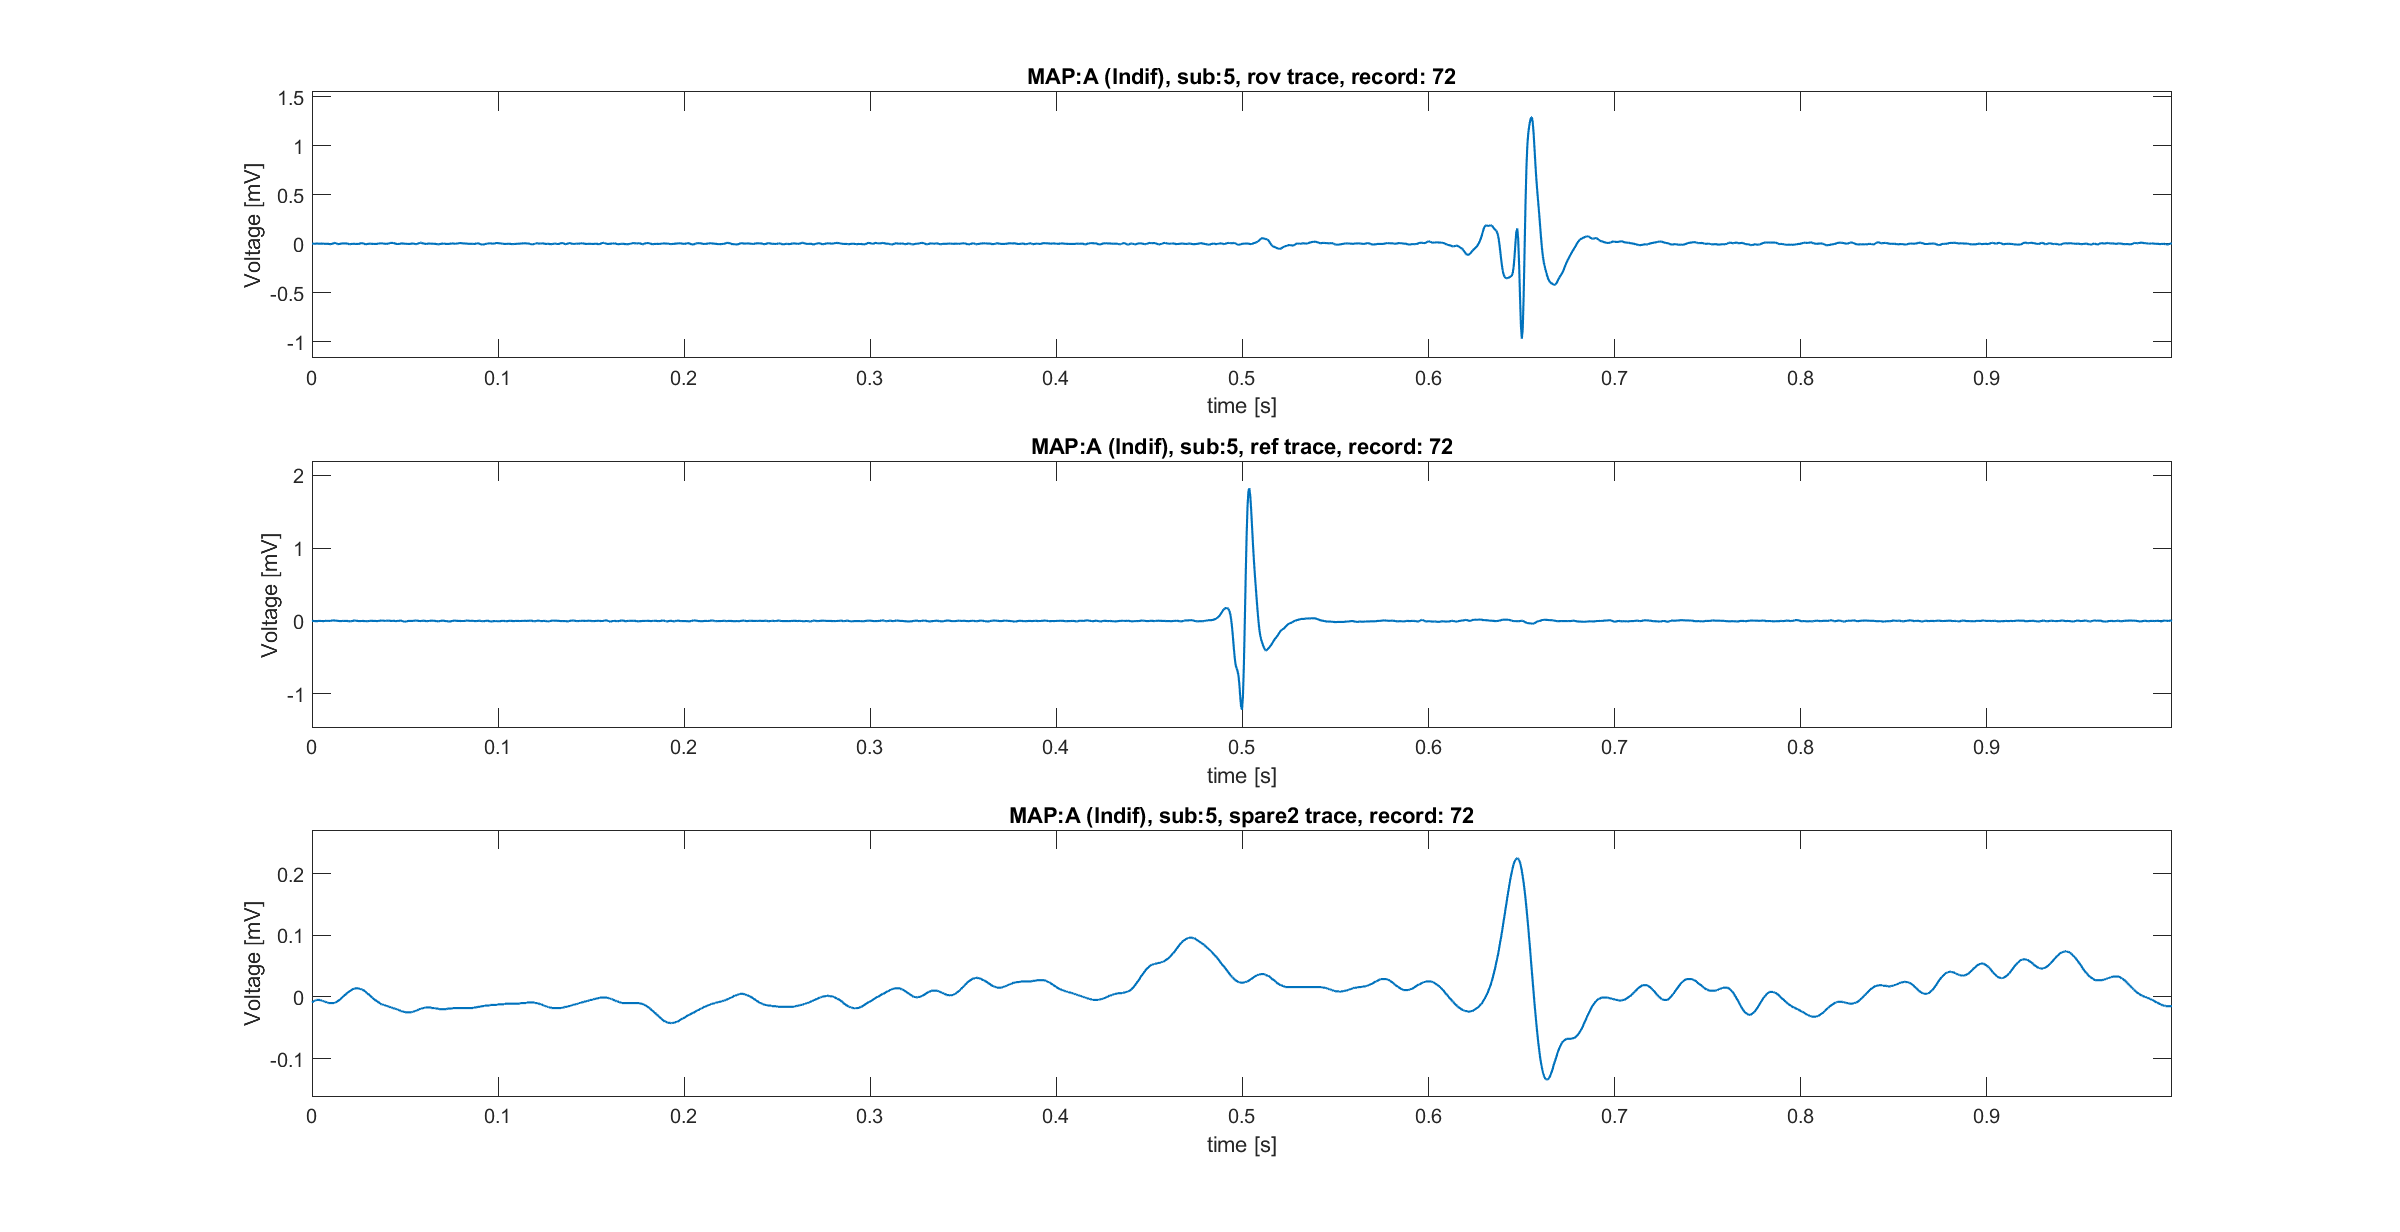 MAP:A (Indif), sub:5, rov trace, record: 72
1.5
1
0.5
0
-0.5
-1
Voltage [mV]
0 0.1 0.2 0.3 0.4 0.5 0.6 0.7 0.8 0.9
time [s]
MAP:A (Indif), sub:5, ref trace, record: 72
2
1
0
-1
Voltage [mV]
0 0.1 0.2 0.3 0.4 0.5 0.6 0.7 0.8 0.9
time [s]
MAP:A (Indif), sub:5, spare2 trace, record: 72
0.2
0.1
0
-0.1
Voltage [mV]
0 0.1 0.2 0.3 0.4 0.5 0.6 0.7 0.8 0.9
time [s]